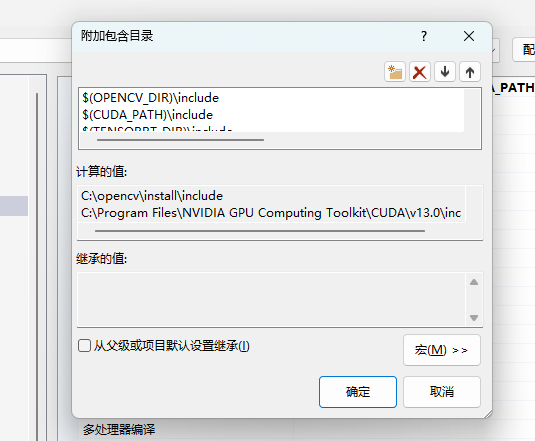 附加包含目录
配
$(OPENCV_DIR)\include
A_PATH
$(CUDA_PATH)\include
$(TENSORRT_DIR)\include
计算的值:
C:\opencv\install\include
C:\Program Files\NVIDIA GPU Computing Toolkit\CUDA\v13.0\inc
继承的值:
从父级或项目默认设置继承(I)
宏(M) >>
确定
取消
多处理器编译